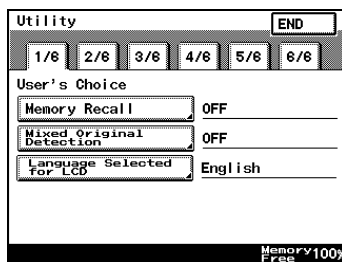 Utility END
1/6 2/6 3/6 4/6 5/6 6/6
User's Choice
Memory Recall OFF
Mixed Original
Detection OFF
Language Selected
for LCD English
Memory
Free 100%